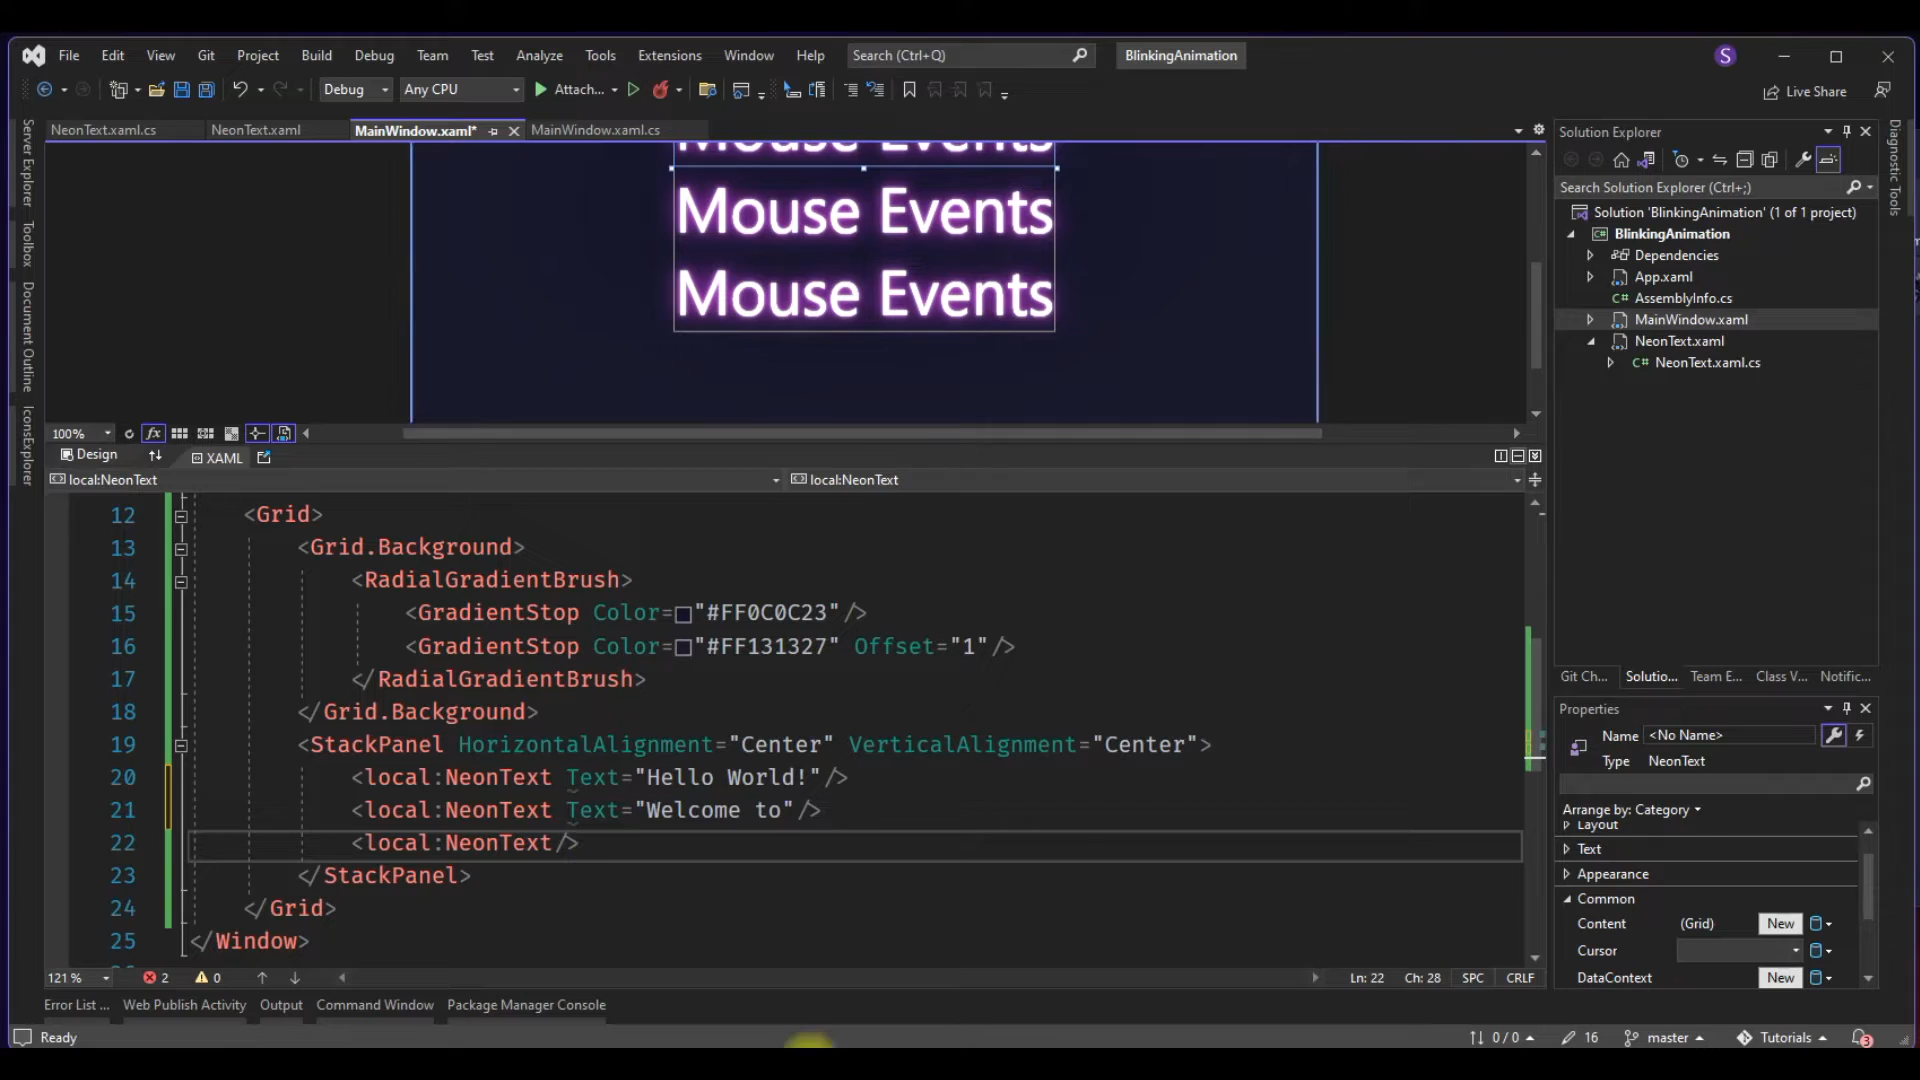 File Edit View Git Project Build Debug Team Test Analyze Tools Extensions Window Help Search (Ctrl+Q) BlinkingAnimation S
Debug Any CPU Attach... Live Share
NeonText.xaml.cs NeonText.xaml MainWindow.xaml* MainWindow.xaml.cs
Server Explorer
Toolbox
Document Outline
IconsExplorer
Mouse Events
Mouse Events
Mouse Events
100% fx
Design XAML
local:NeonText local:NeonText
12 <Grid>
13 <Grid.Background>
14 <RadialGradientBrush>
15 <GradientStop Color="#FF0C0C23"/>
16 <GradientStop Color="#FF131327" Offset="1"/>
17 </RadialGradientBrush>
18 </Grid.Background>
19 <StackPanel HorizontalAlignment="Center" VerticalAlignment="Center">
20 <local:NeonText Text="Hello World!"/>
21 <local:NeonText Text="Welcome to"/>
22 <local:NeonText/>
23 </StackPanel>
24 </Grid>
25 </Window>
121 % 2 0 Ln: 22 Ch: 28 SPC CRLF
Error List ... Web Publish Activity Output Command Window Package Manager Console
Ready 0 / 0 16 master Tutorials 3
Solution Explorer
Search Solution Explorer (Ctrl+;)
Solution 'BlinkingAnimation' (1 of 1 project)
C# BlinkingAnimation
Dependencies
App.xaml
C# AssemblyInfo.cs
MainWindow.xaml
NeonText.xaml
C# NeonText.xaml.cs
Git Ch... Solutio... Team E... Class V... Notific...
Properties
Name <No Name>
Type NeonText
Arrange by: Category
Layout
Text
Appearance
Common
Content (Grid) New
Cursor
DataContext New
Diagnostic Tools